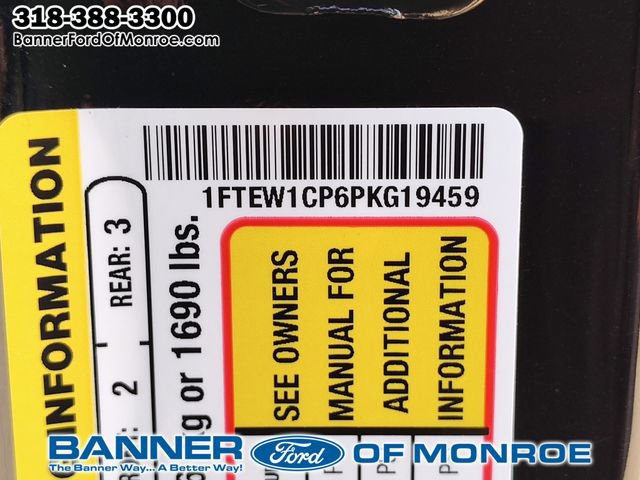 318-388-3300
BannerFordOfMonroe.com
1FTEW1CP6PKG19459
INFORMATION
REAR: 3
2
kg or 1690 lbs.
SEE OWNERS
MANUAL FOR
ADDITIONAL
INFORMATION
BANNER Ford OF MONROE
The Banner Way... A Better Way!